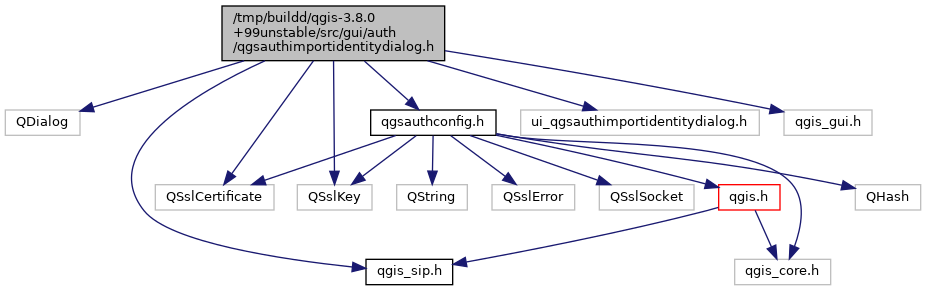 /tmp/buildd/qgis-3.8.0
+99unstable/src/gui/auth
/qgsauthimportidentitydialog.h
QDialog
qgsauthconfig.h
ui_qgsauthimportidentitydialog.h
qgis_gui.h
QSslCertificate
QSslKey
QString
QSslError
QSslSocket
qgis.h
QHash
qgis_sip.h
qgis_core.h